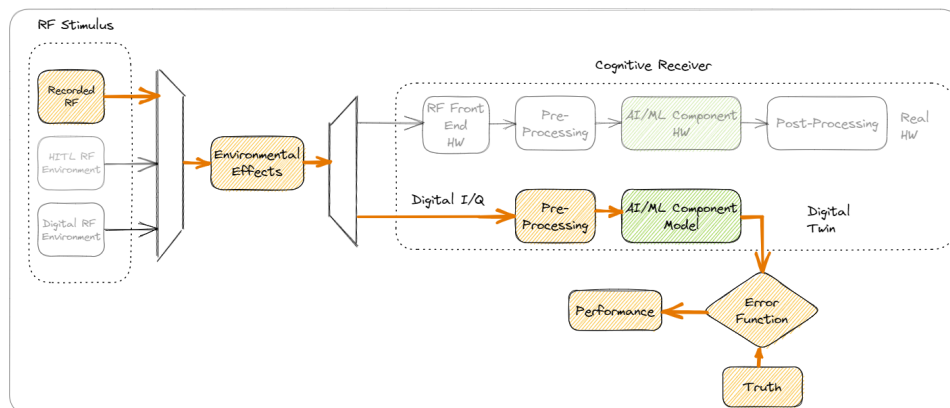 RF Stimulus
Recorded
RF
HITL RF
Environment
Digital RF
Environment
Environmental
Effects
Cognitive Receiver
RF Front
End
HW
Pre-
Processing
AI/ML Component
HW
Post-Processing
Real
HW
Digital I/Q
Pre-
Processing
AI/ML Component
Model
Digital
Twin
Performance
Error
Function
Truth